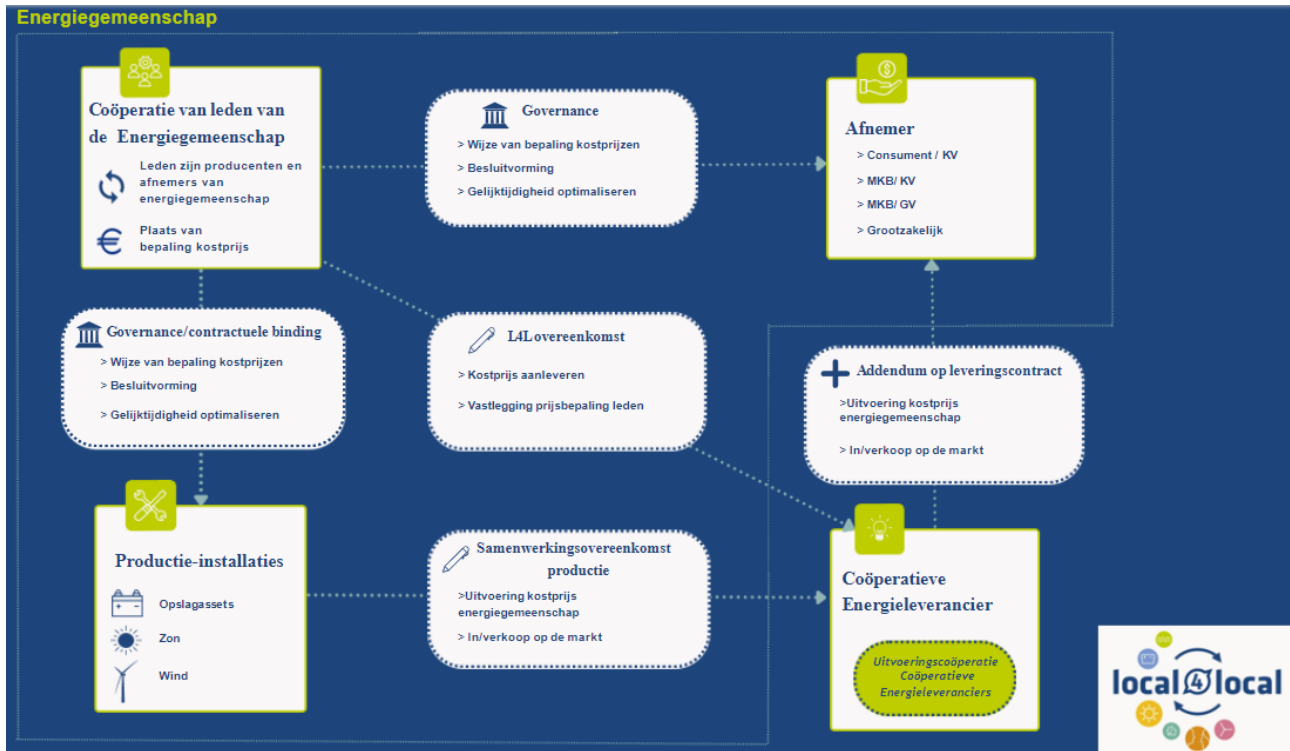 Energiegemeenschap
Coöperatie van leden van
de Energiegemeenschap
Leden zijn producenten en
afnemers van
energiegemeenschap
Plaats van
bepaling kostprijs
Governance
> Wijze van bepaling kostprijzen
> Besluitvorming
> Gelijktijdigheid optimaliseren
Afnemer
> Consument / KV
> MKB/ KV
> MKB/ GV
> Grootzakelijk
Governance/contractuele binding
> Wijze van bepaling kostprijzen
> Besluitvorming
> Gelijktijdigheid optimaliseren
L4L overeenkomst
> Kostprijs aanleveren
> Vastlegging prijsbepaling leden
Addendum op leveringscontract
>Uitvoering kostprijs
energiegemeenschap
> In/verkoop op de markt
Productie-installaties
Opslagassets
Zon
Wind
Samenwerkingsovereenkomst
productie
>Uitvoering kostprijs
energiegemeenschap
> In/verkoop op de markt
Coöperatieve
Energieleverancier
Uitvoeringscoöperatie
Coöperatieve
Energieleveranciers
local4local